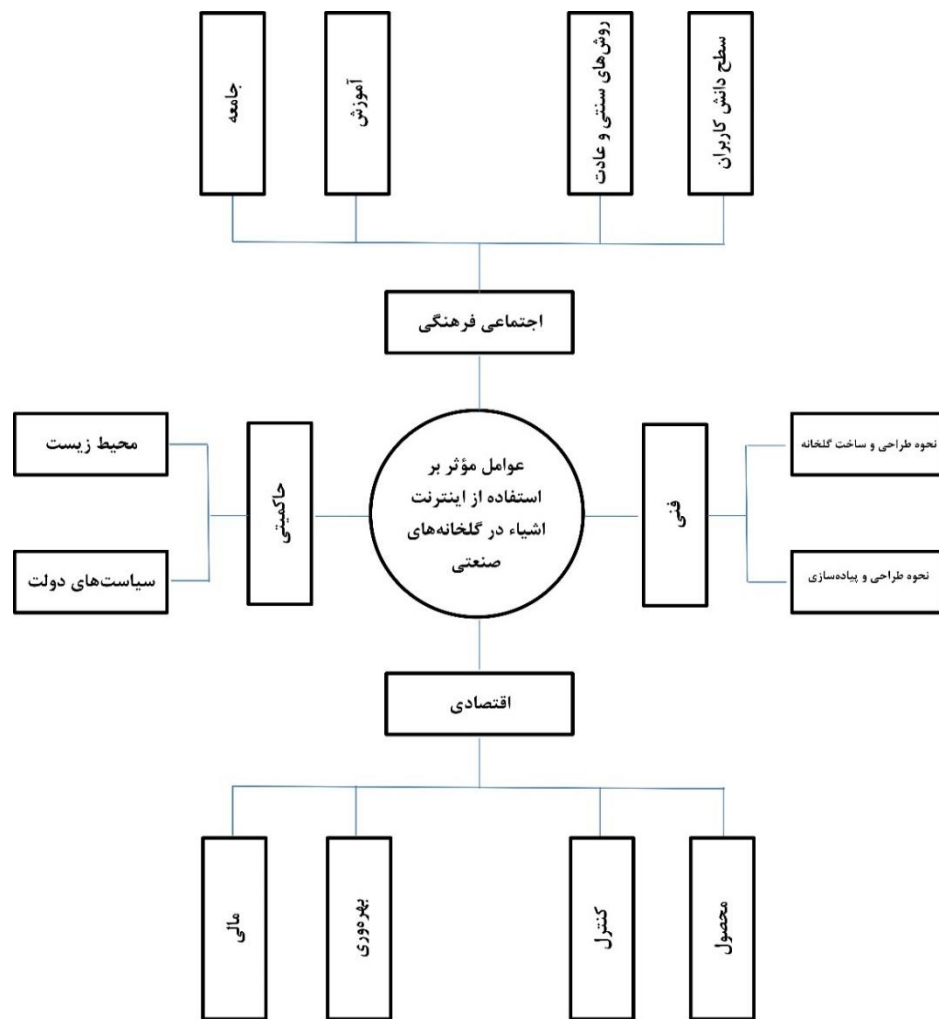 سطح دانش کاربران
روش‌های سنتی و عادت
آموزش
جامعه
اجتماعی فرهنگی
عوامل مؤثر بر
استفاده از اینترنت
اشیاء در گلخانه‌های
صنعتی
فنی
نحوه طراحی و ساخت گلخانه
نحوه طراحی و پیاده‌سازی
حاکمیتی
محیط زیست
سیاست‌های دولت
اقتصادی
محصول
کنترل
بهره‌وری
مالی